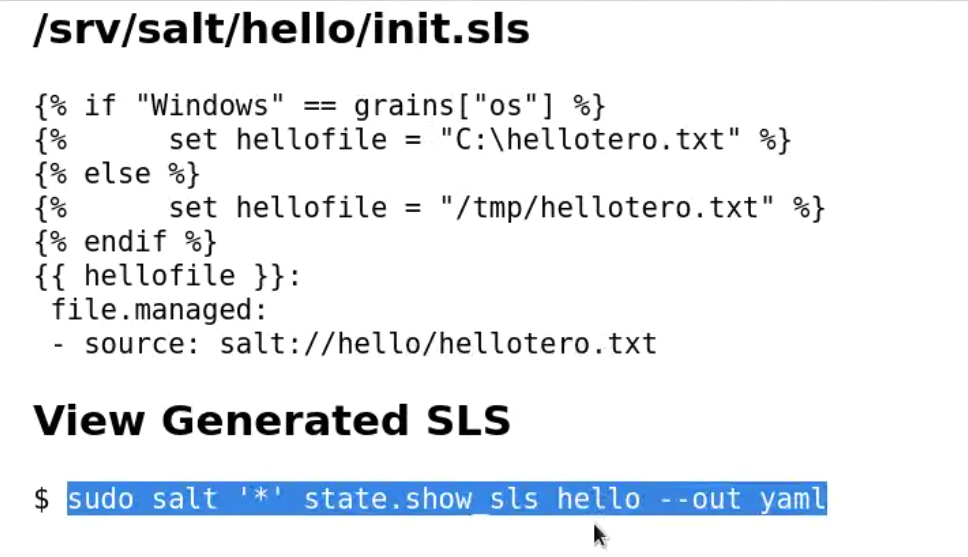 /srv/salt/hello/init.sls
{% if "Windows" == grains["os"] %}
{%      set hellofile = "C:\hellotero.txt" %}
{% else %}
{%      set hellofile = "/tmp/hellotero.txt" %}
{% endif %}
{{ hellofile }}:
 file.managed:
 - source: salt://hello/hellotero.txt
View Generated SLS
$ sudo salt '*' state.show_sls hello --out yaml